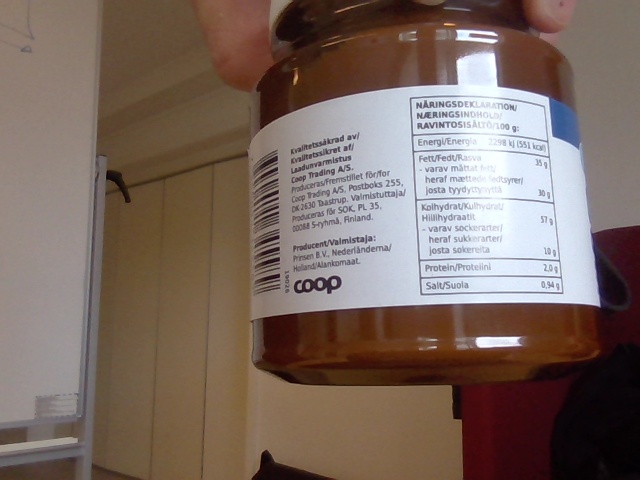 Kvalitetssäkrad av/
Kvalitetssikret af/
Laadunvarmistus
Coop Trading A/S.
Produceras/Fremstillet för/for
Coop Trading A/S, Postboks 255,
DK-2630 Taastrup. Valmistuttaja/
Produceras för SOK, PL 35,
00088 S-ryhmä, Finland.
Producent/Valmistaja:
Prinsen B.V., Nederländerna/
Holland/Alankomaat.
19026
coop
NÄRINGSDEKLARATION/
NÆRINGSINDHOLD/
RAVINTOSISÄLTÖ/100 g:
Energi/Energia 2298 kJ (551 kcal)
Fett/Fedt/Rasva 35 g
- varav mättat fett/
heraf mættede fedtsyrer/
josta tyydyttynyttä 30 g
Kolhydrat/Kulhydrat/
Hiilihydraatit 57 g
- varav sockerarter/
heraf sukkerarter/
josta sokereita 10 g
Protein/Proteiini 2,0 g
Salt/Suola 0,94 g